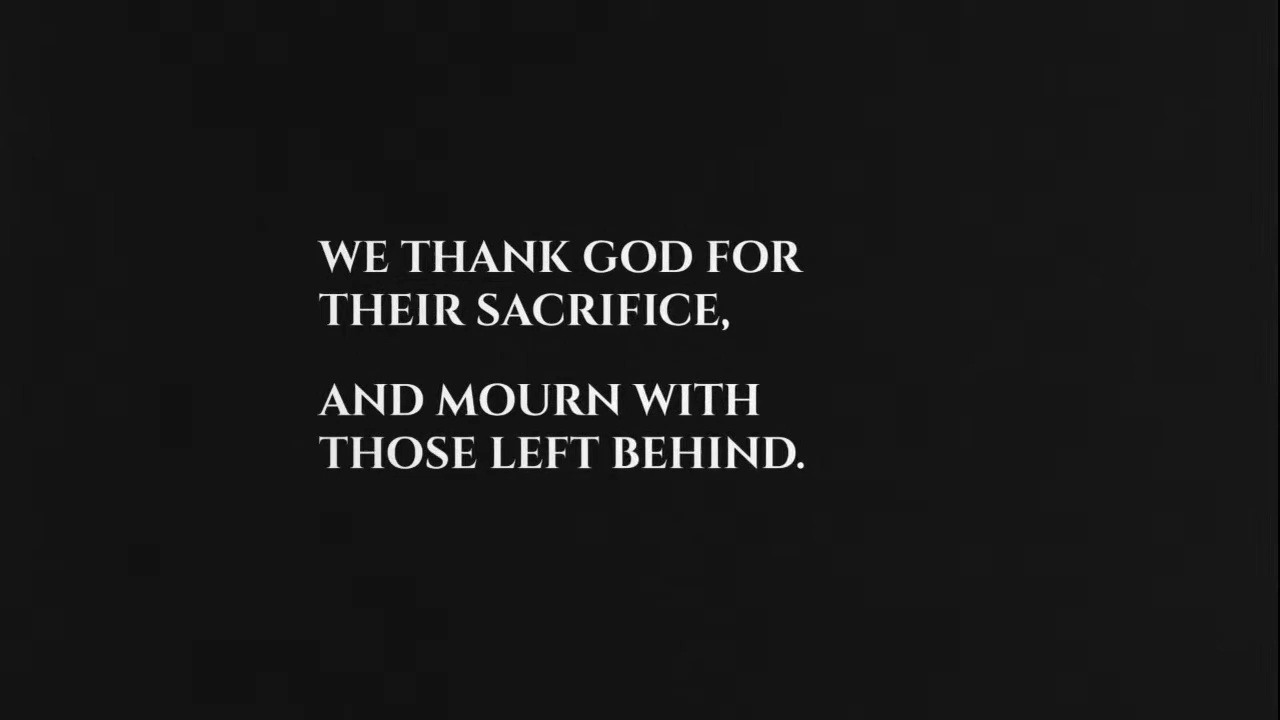 WE THANK GOD FOR
THEIR SACRIFICE,
AND MOURN WITH
THOSE LEFT BEHIND.